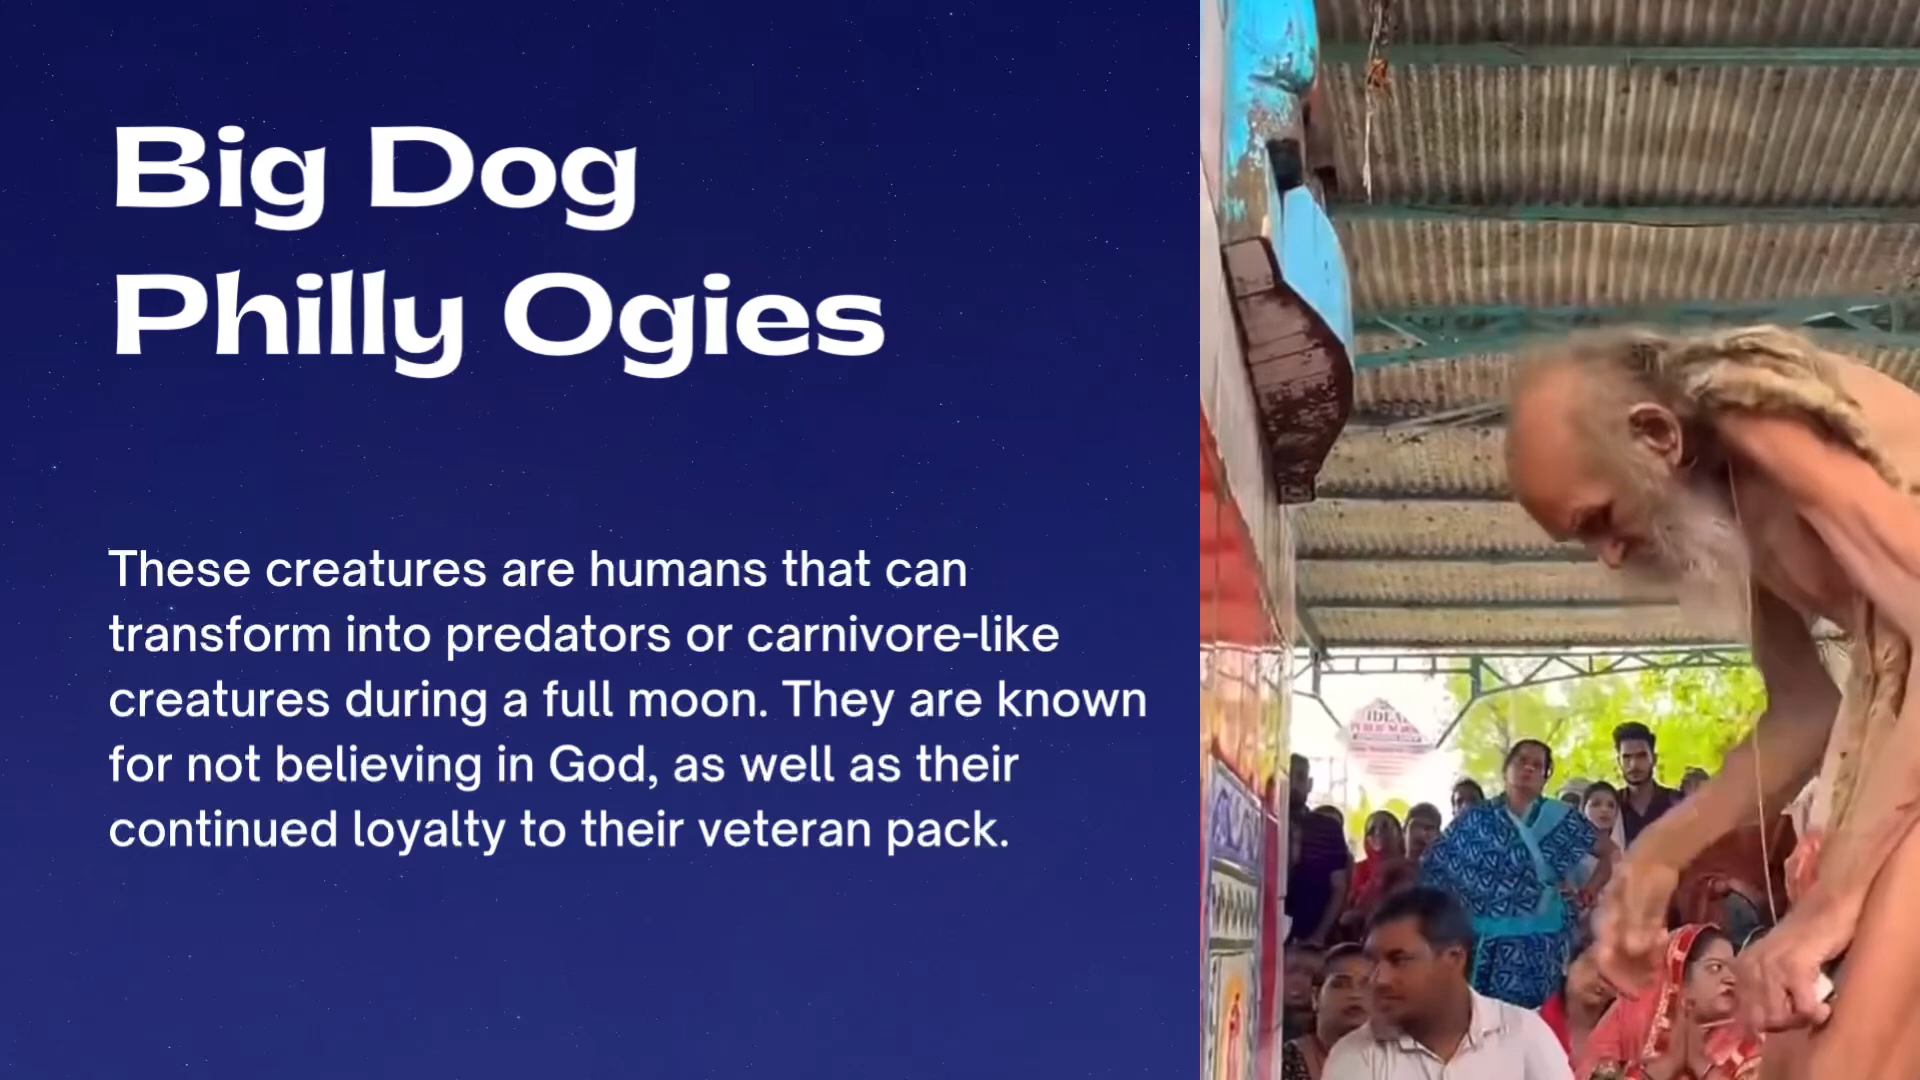 Big Dog
Philly Ogies
These creatures are humans that can
transform into predators or carnivore-like
creatures during a full moon. They are known
for not believing in God, as well as their
continued loyalty to their veteran pack.